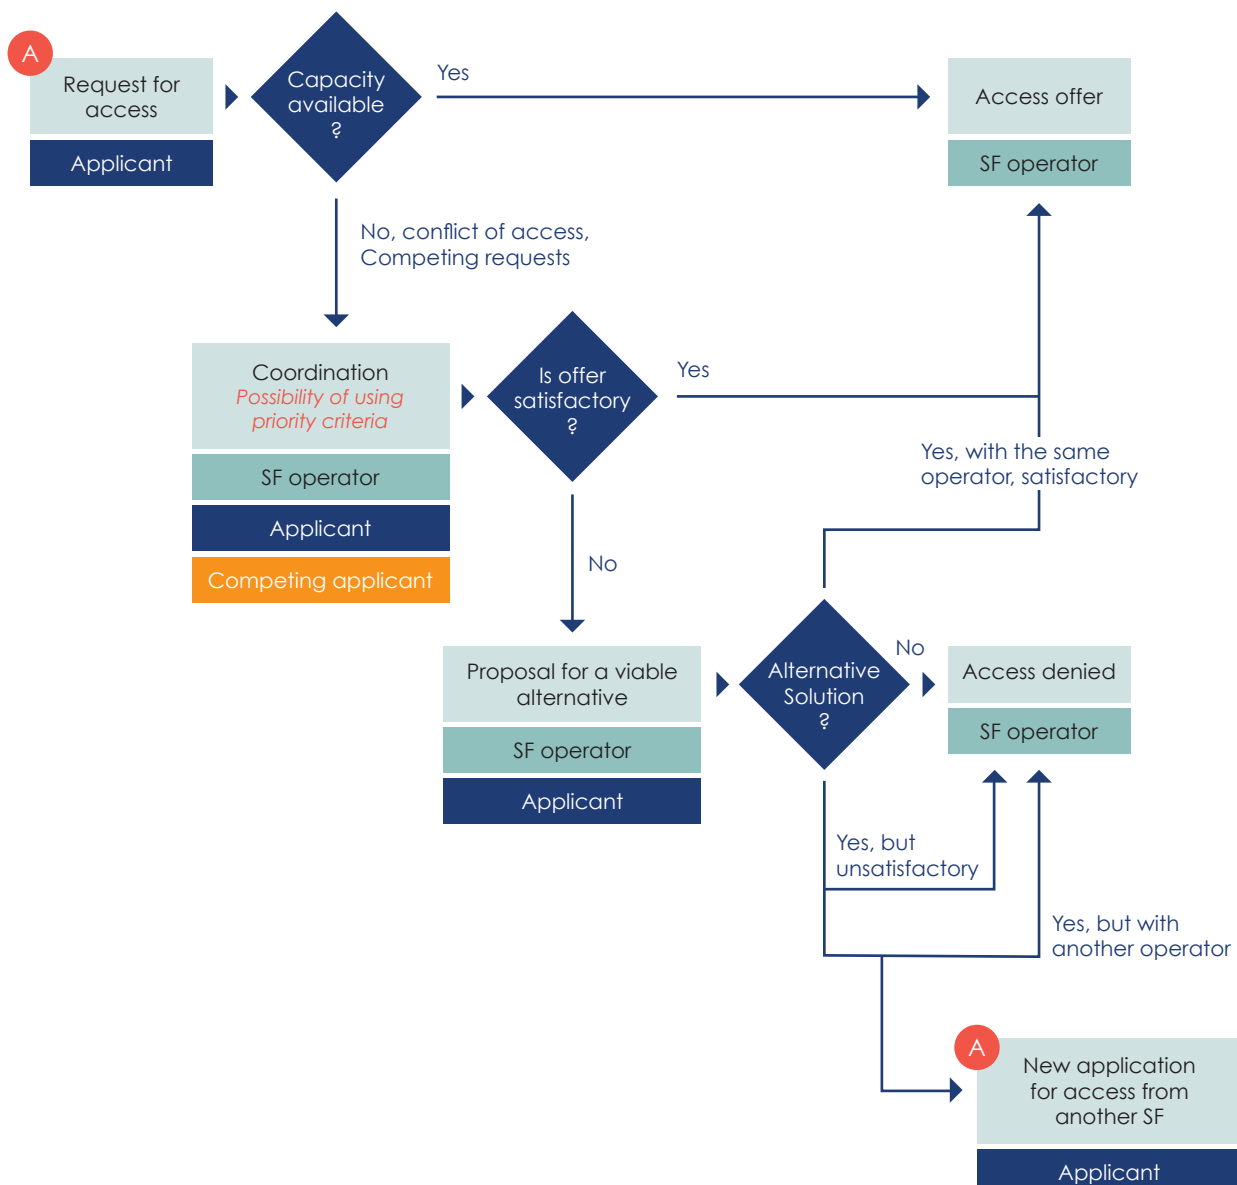 A
Request for
access
Applicant
Capacity
available
?
Yes
Access offer
SF operator
No, conflict of access,
Competing requests
Coordination
Possibility of using
priority criteria
SF operator
Applicant
Competing applicant
Is offer
satisfactory
?
Yes
Yes, with the same
operator, satisfactory
No
Proposal for a viable
alternative
SF operator
Applicant
Alternative
Solution
?
No
Access denied
SF operator
Yes, but
unsatisfactory
Yes, but with
another operator
A
New application
for access from
another SF
Applicant